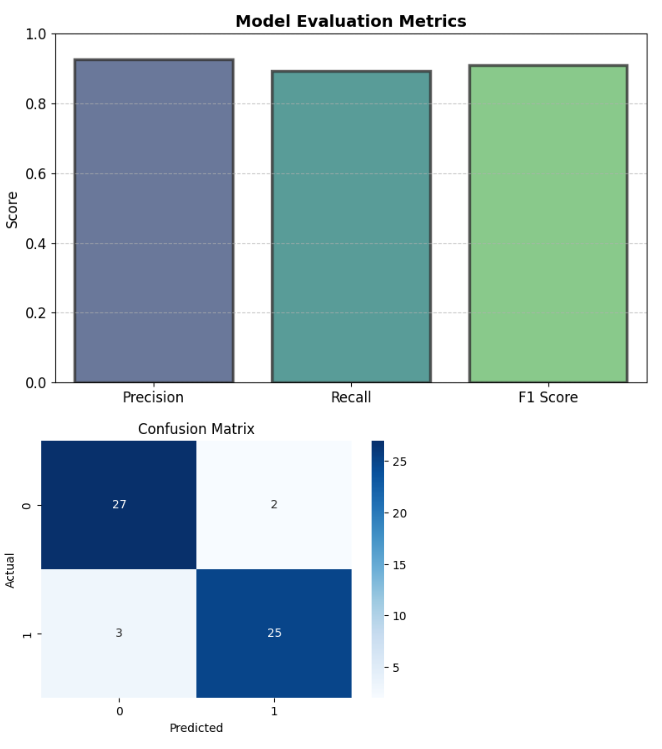 Model Evaluation Metrics
1.0
0.8
0.6
0.4
0.2
0.0
Score
Precision Recall F1 Score
Confusion Matrix
0 27 2
1 3 25
Actual
0 1
Predicted
25
20
15
10
5